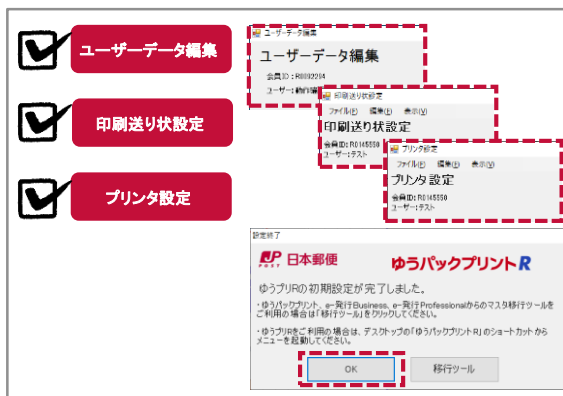 ユーザーデータ編集
印刷送り状設定
プリンタ設定
ユーザーデータ編集
ユーザーデータ編集
会員ID：R0092294
ユーザー：動作確
印刷送り状設定
ファイル(F) 編集(E) 表示(V)
印刷送り状設定
会員ID：R0145550
ユーザー：テスト
プリンタ設定
ファイル(F) 編集(E) 表示(V)
プリンタ設定
会員ID：R0145550
ユーザー：テスト
設定終了
POST 日本郵便 ゆうパックプリントR
ゆうプリRの初期設定が完了しました。
・ゆうパックプリント、e-発行Business、e-発行Professionalからのマスタ移行ツールを
ご利用の場合は「移行ツール」をクリックしてください。
・ゆうプリRをご利用の場合は、デスクトップの「ゆうパックプリントR」のショートカットから
メニューを起動してください。
OK 移行ツール